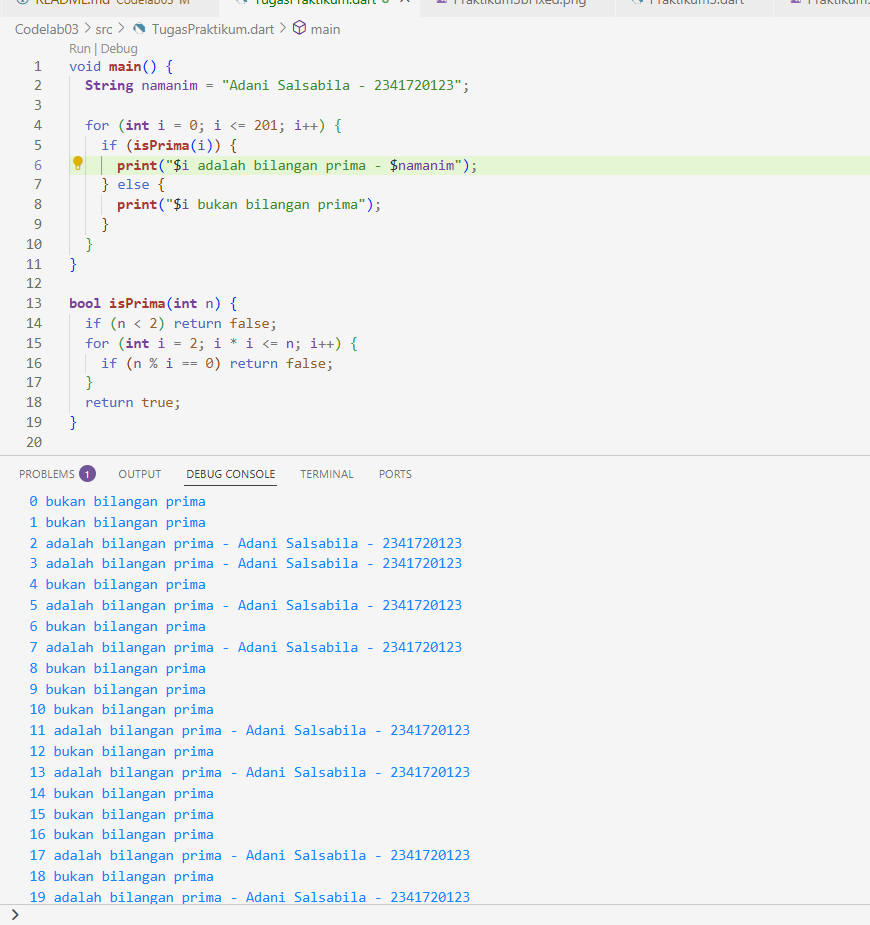 README.md Codelab03 M TugasPraktikum.dart Praktikum3bFixed.png Praktikum3.dart
Codelab03 > src > TugasPraktikum.dart > main
Run | Debug
1 void main() {
2 String namanim = "Adani Salsabila - 2341720123";
3
4 for (int i = 0; i <= 201; i++) {
5 if (isPrima(i)) {
6 print("$i adalah bilangan prima - $namanim");
7 } else {
8 print("$i bukan bilangan prima");
9 }
10 }
11 }
12
13 bool isPrima(int n) {
14 if (n < 2) return false;
15 for (int i = 2; i * i <= n; i++) {
16 if (n % i == 0) return false;
17 }
18 return true;
19 }
20
PROBLEMS 1 OUTPUT DEBUG CONSOLE TERMINAL PORTS
0 bukan bilangan prima
1 bukan bilangan prima
2 adalah bilangan prima - Adani Salsabila - 2341720123
3 adalah bilangan prima - Adani Salsabila - 2341720123
4 bukan bilangan prima
5 adalah bilangan prima - Adani Salsabila - 2341720123
6 bukan bilangan prima
7 adalah bilangan prima - Adani Salsabila - 2341720123
8 bukan bilangan prima
9 bukan bilangan prima
10 bukan bilangan prima
11 adalah bilangan prima - Adani Salsabila - 2341720123
12 bukan bilangan prima
13 adalah bilangan prima - Adani Salsabila - 2341720123
14 bukan bilangan prima
15 bukan bilangan prima
16 bukan bilangan prima
17 adalah bilangan prima - Adani Salsabila - 2341720123
18 bukan bilangan prima
19 adalah bilangan prima - Adani Salsabila - 2341720123
>